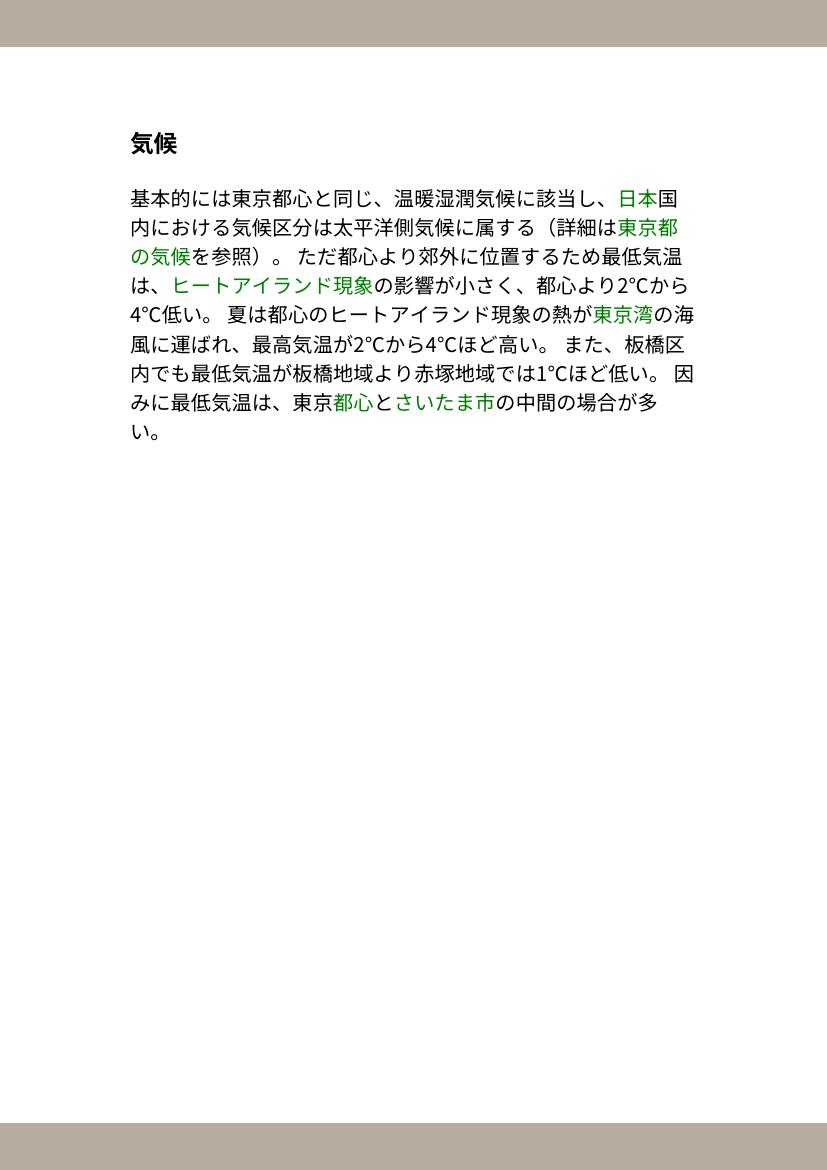 気候
基本的には東京都心と同じ、温暖湿潤気候に該当し、日本国
内における気候区分は太平洋側気候に属する（詳細は東京都
の気候を参照）。 ただ都心より郊外に位置するため最低気温
は、ヒートアイランド現象の影響が小さく、都心より2℃から
4℃低い。 夏は都心のヒートアイランド現象の熱が東京湾の海
風に運ばれ、最高気温が2℃から4℃ほど高い。 また、板橋区
内でも最低気温が板橋地域より赤塚地域では1℃ほど低い。 因
みに最低気温は、東京都心とさいたま市の中間の場合が多
い。